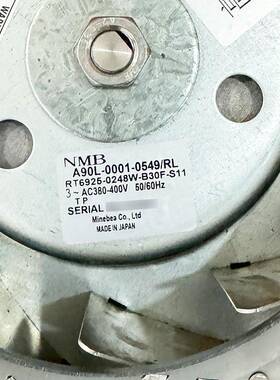 NMB
A90L-0001-0549/RL
RT6925-0248W-B30F-S11
3~AC380-400V 50/60Hz
TP
SERIAL
Minebea Co., Ltd
MADE IN JAPAN